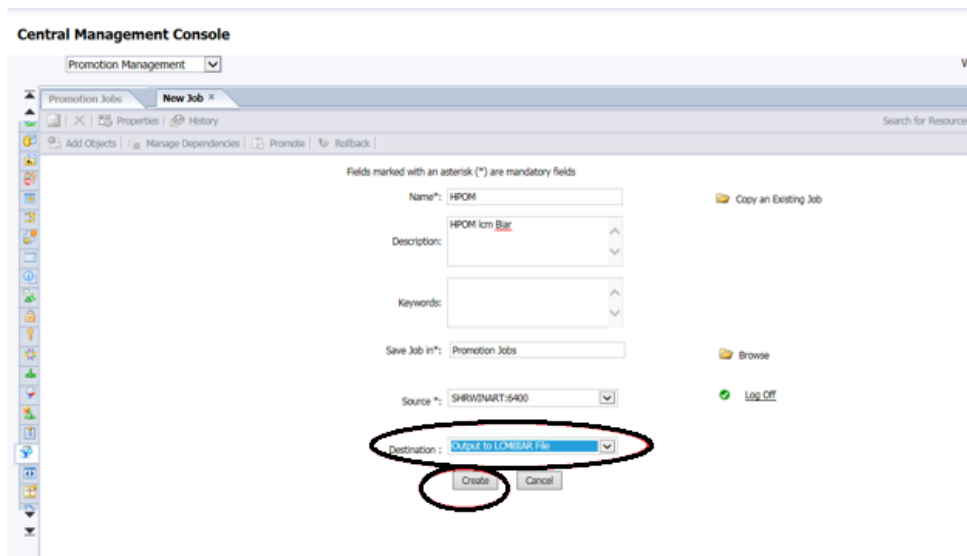 Central Management Console
Promotion Management
Promotion Jobs New Job ×
Properties History Search for Resource
Add Objects Manage Dependencies Promote Rollback
Fields marked with an asterisk (*) are mandatory fields
Name*: HPOM Copy an Existing Job
Description: HPOM lcm Biar
Keywords:
Save Job in*: Promotion Jobs Browse
Source *: SHRWINART:6400 Log Off
Destination : Output to LCMBIAR File
Create Cancel